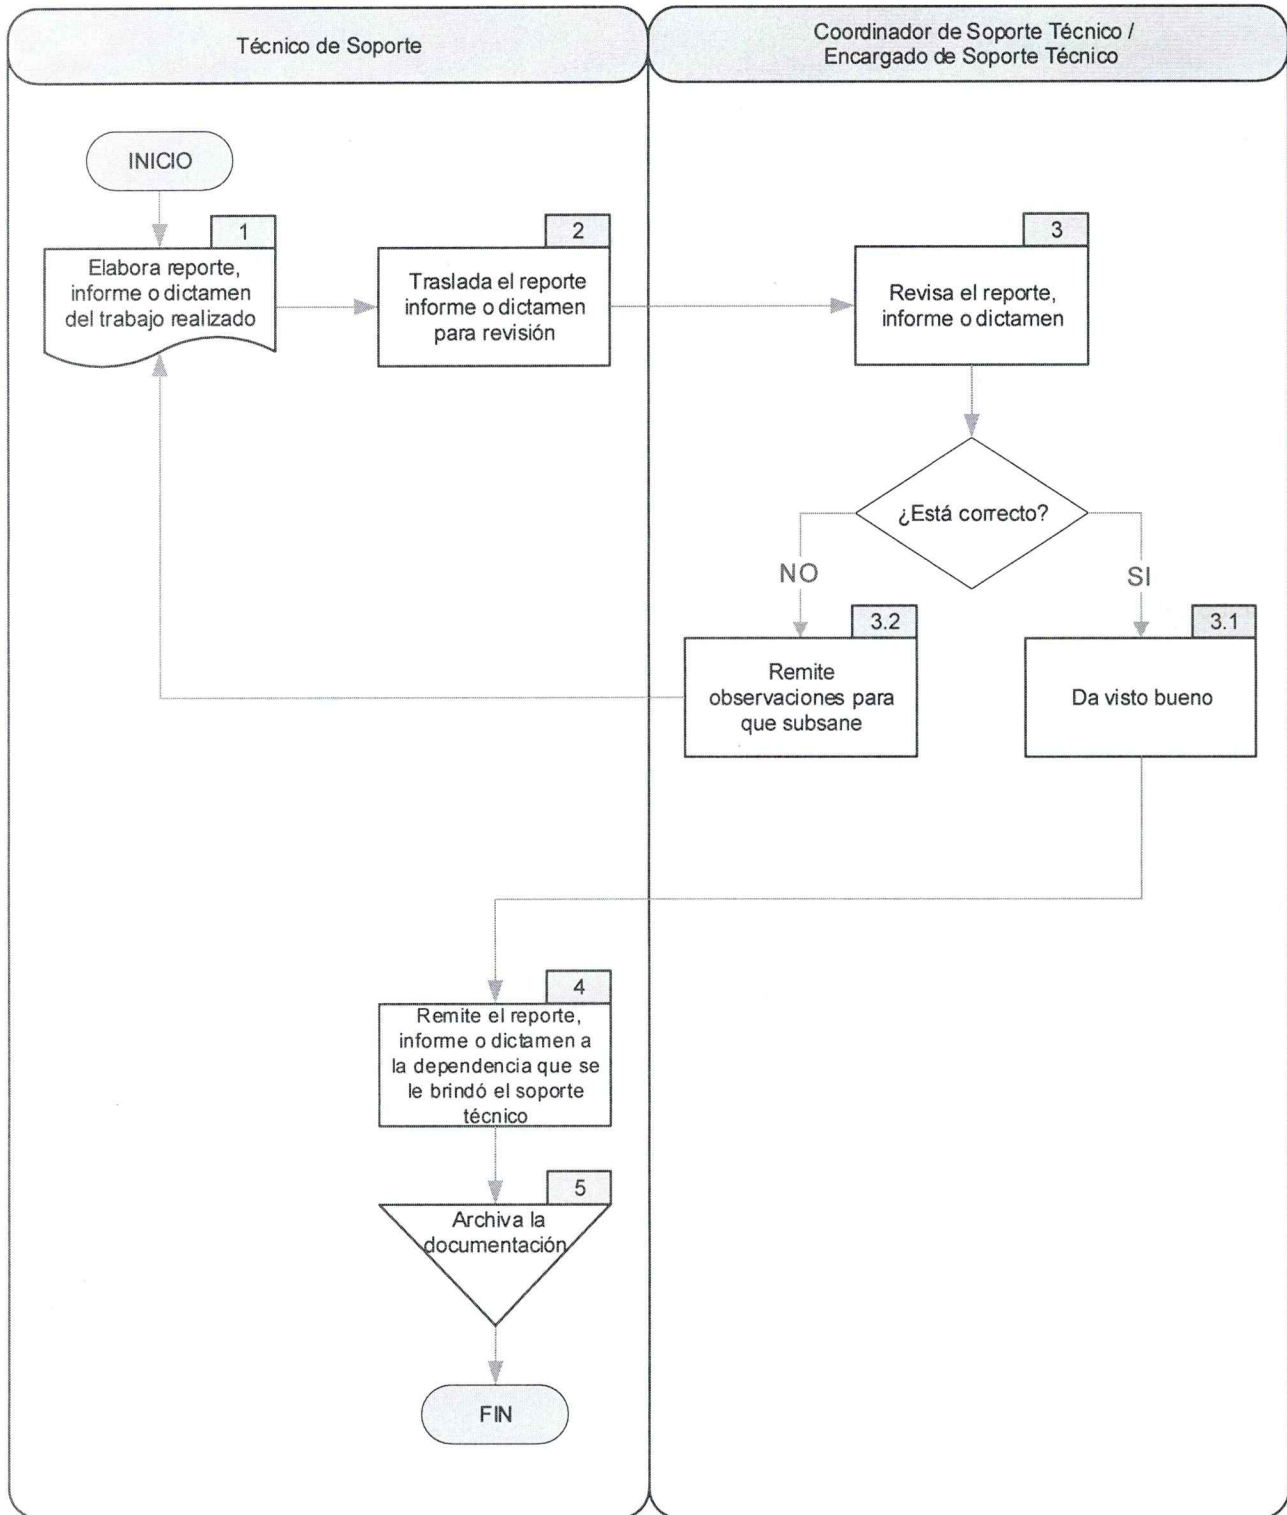 Técnico de Soporte
Coordinador de Soporte Técnico /
Encargado de Soporte Técnico
INICIO
1
Elabora reporte,
informe o dictamen
del trabajo realizado
2
Traslada el reporte
informe o dictamen
para revisión
3
Revisa el reporte,
informe o dictamen
¿Está correcto?
NO
SI
3.2
Remite
observaciones para
que subsane
3.1
Da visto bueno
4
Remite el reporte,
informe o dictamen a
la dependencia que se
le brindó el soporte
técnico
5
Archiva la
documentación
FIN